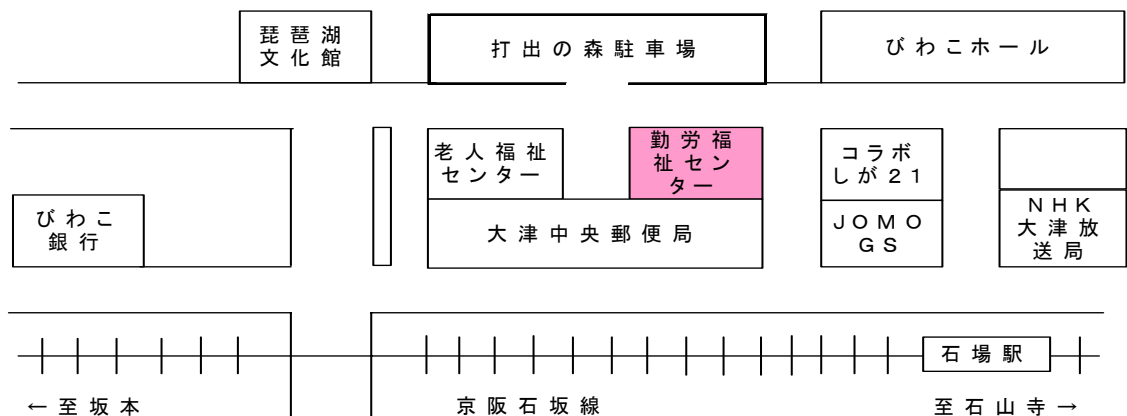 琵琶湖
文化館
打出の森駐車場
びわこホール
老人福祉
センター
勤労福
祉セン
ター
コラボ
しが２１
びわこ
銀行
大津中央郵便局
ＪＯＭＯ
ＧＳ
ＮＨＫ
大津放
送局
石場駅
←至坂本
京阪石坂線
至石山寺→